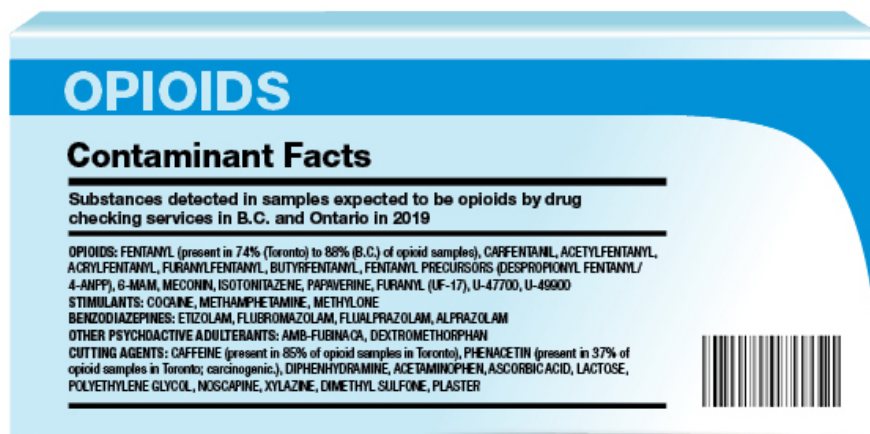 OPIOIDS
Contaminant Facts
Substances detected in samples expected to be opioids by drug
checking services in B.C. and Ontario in 2019
OPIOIDS: FENTANYL (present in 74% (Toronto) to 88% (B.C.) of opioid samples), CARFENTANIL, ACETYLFENTANYL,
ACRYLFENTANYL, FURANYLFENTANYL, BUTYRFENTANYL, FENTANYL PRECURSORS (DESPROPIONYL FENTANYL/
4-ANPP), 6-MAM, MECONIN, ISOTONITAZENE, PAPAVERINE, FURANYL (UF-17), U-47700, U-49900
STIMULANTS: COCAINE, METHAMPHETAMINE, METHYLONE
BENZODIAZEPINES: ETIZOLAM, FLUBROMAZOLAM, FLUALPRAZOLAM, ALPRAZOLAM
OTHER PSYCHOACTIVE ADULTERANTS: AMB-FUBINACA, DEXTROMETHORPHAN
CUTTING AGENTS: CAFFEINE (present in 85% of opioid samples in Toronto), PHENACETIN (present in 37% of
opioid samples in Toronto; carcinogenic.), DIPHENHYDRAMINE, ACETAMINOPHEN, ASCORBIC ACID, LACTOSE,
POLYETHYLENE GLYCOL, NOSCAPINE, XYLAZINE, DIMETHYL SULFONE, PLASTER